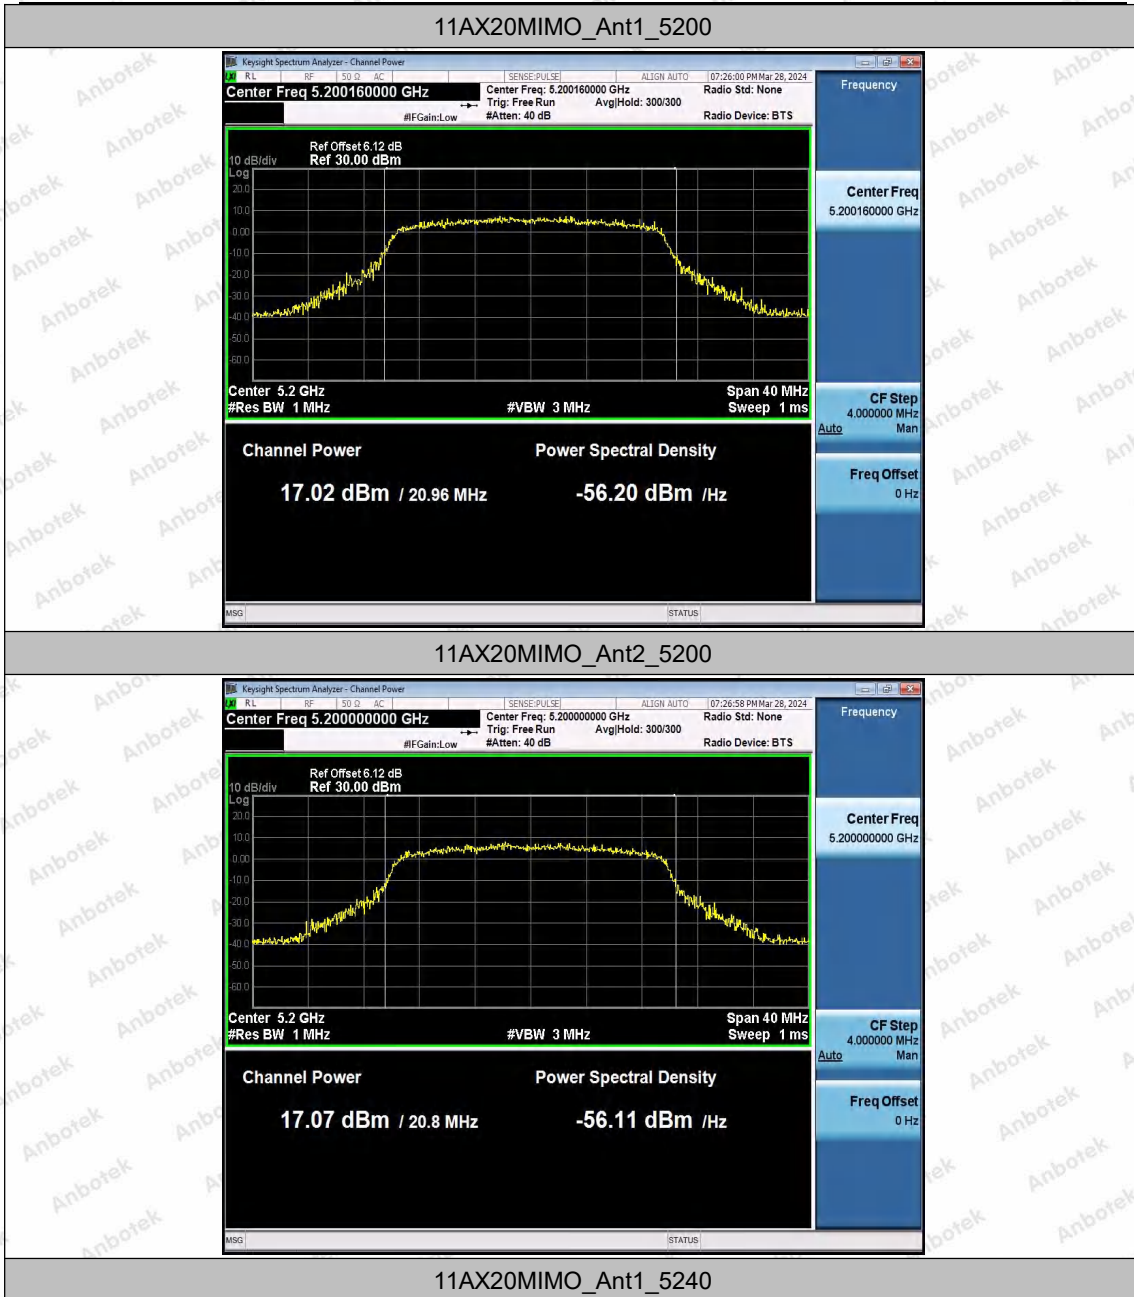 11AX20MIMO_Ant1_5200
Keysight Spectrum Analyzer - Channel Power
LXI RL RF 50 Ω AC SENSE:PULSE ALIGN AUTO 07:26:00 PM Mar 28, 2024
Center Freq 5.200160000 GHz
Center Freq: 5.200160000 GHz Radio Std: None
Trig: Free Run Avg|Hold: 300/300
#IFGain:Low #Atten: 40 dB Radio Device: BTS
Ref Offset 6.12 dB
10 dB/div Ref 30.00 dBm
Log
20.0
10.0
0.00
-10.0
-20.0
-30.0
-40.0
-50.0
-60.0
Center 5.2 GHz Span 40 MHz
#Res BW 1 MHz #VBW 3 MHz Sweep 1 ms
Channel Power Power Spectral Density
17.02 dBm / 20.96 MHz -56.20 dBm /Hz
MSG STATUS
Frequency
Center Freq
5.200160000 GHz
CF Step
4.000000 MHz
Auto Man
Freq Offset
0 Hz
11AX20MIMO_Ant2_5200
Keysight Spectrum Analyzer - Channel Power
LXI RL RF 50 Ω AC SENSE:PULSE ALIGN AUTO 07:26:58 PM Mar 28, 2024
Center Freq 5.200000000 GHz
Center Freq: 5.200000000 GHz Radio Std: None
Trig: Free Run Avg|Hold: 300/300
#IFGain:Low #Atten: 40 dB Radio Device: BTS
Ref Offset 6.12 dB
10 dB/div Ref 30.00 dBm
Log
20.0
10.0
0.00
-10.0
-20.0
-30.0
-40.0
-50.0
-60.0
Center 5.2 GHz Span 40 MHz
#Res BW 1 MHz #VBW 3 MHz Sweep 1 ms
Channel Power Power Spectral Density
17.07 dBm / 20.8 MHz -56.11 dBm /Hz
MSG STATUS
Frequency
Center Freq
5.200000000 GHz
CF Step
4.000000 MHz
Auto Man
Freq Offset
0 Hz
11AX20MIMO_Ant1_5240